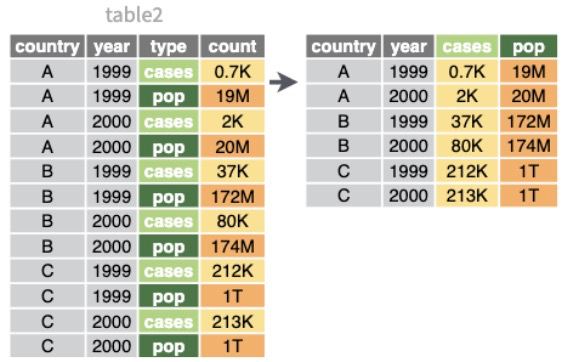 table2
country year type count
A 1999 cases 0.7K
A 1999 pop 19M
A 2000 cases 2K
A 2000 pop 20M
B 1999 cases 37K
B 1999 pop 172M
B 2000 cases 80K
B 2000 pop 174M
C 1999 cases 212K
C 1999 pop 1T
C 2000 cases 213K
C 2000 pop 1T
country year cases pop
A 1999 0.7K 19M
A 2000 2K 20M
B 1999 37K 172M
B 2000 80K 174M
C 1999 212K 1T
C 2000 213K 1T